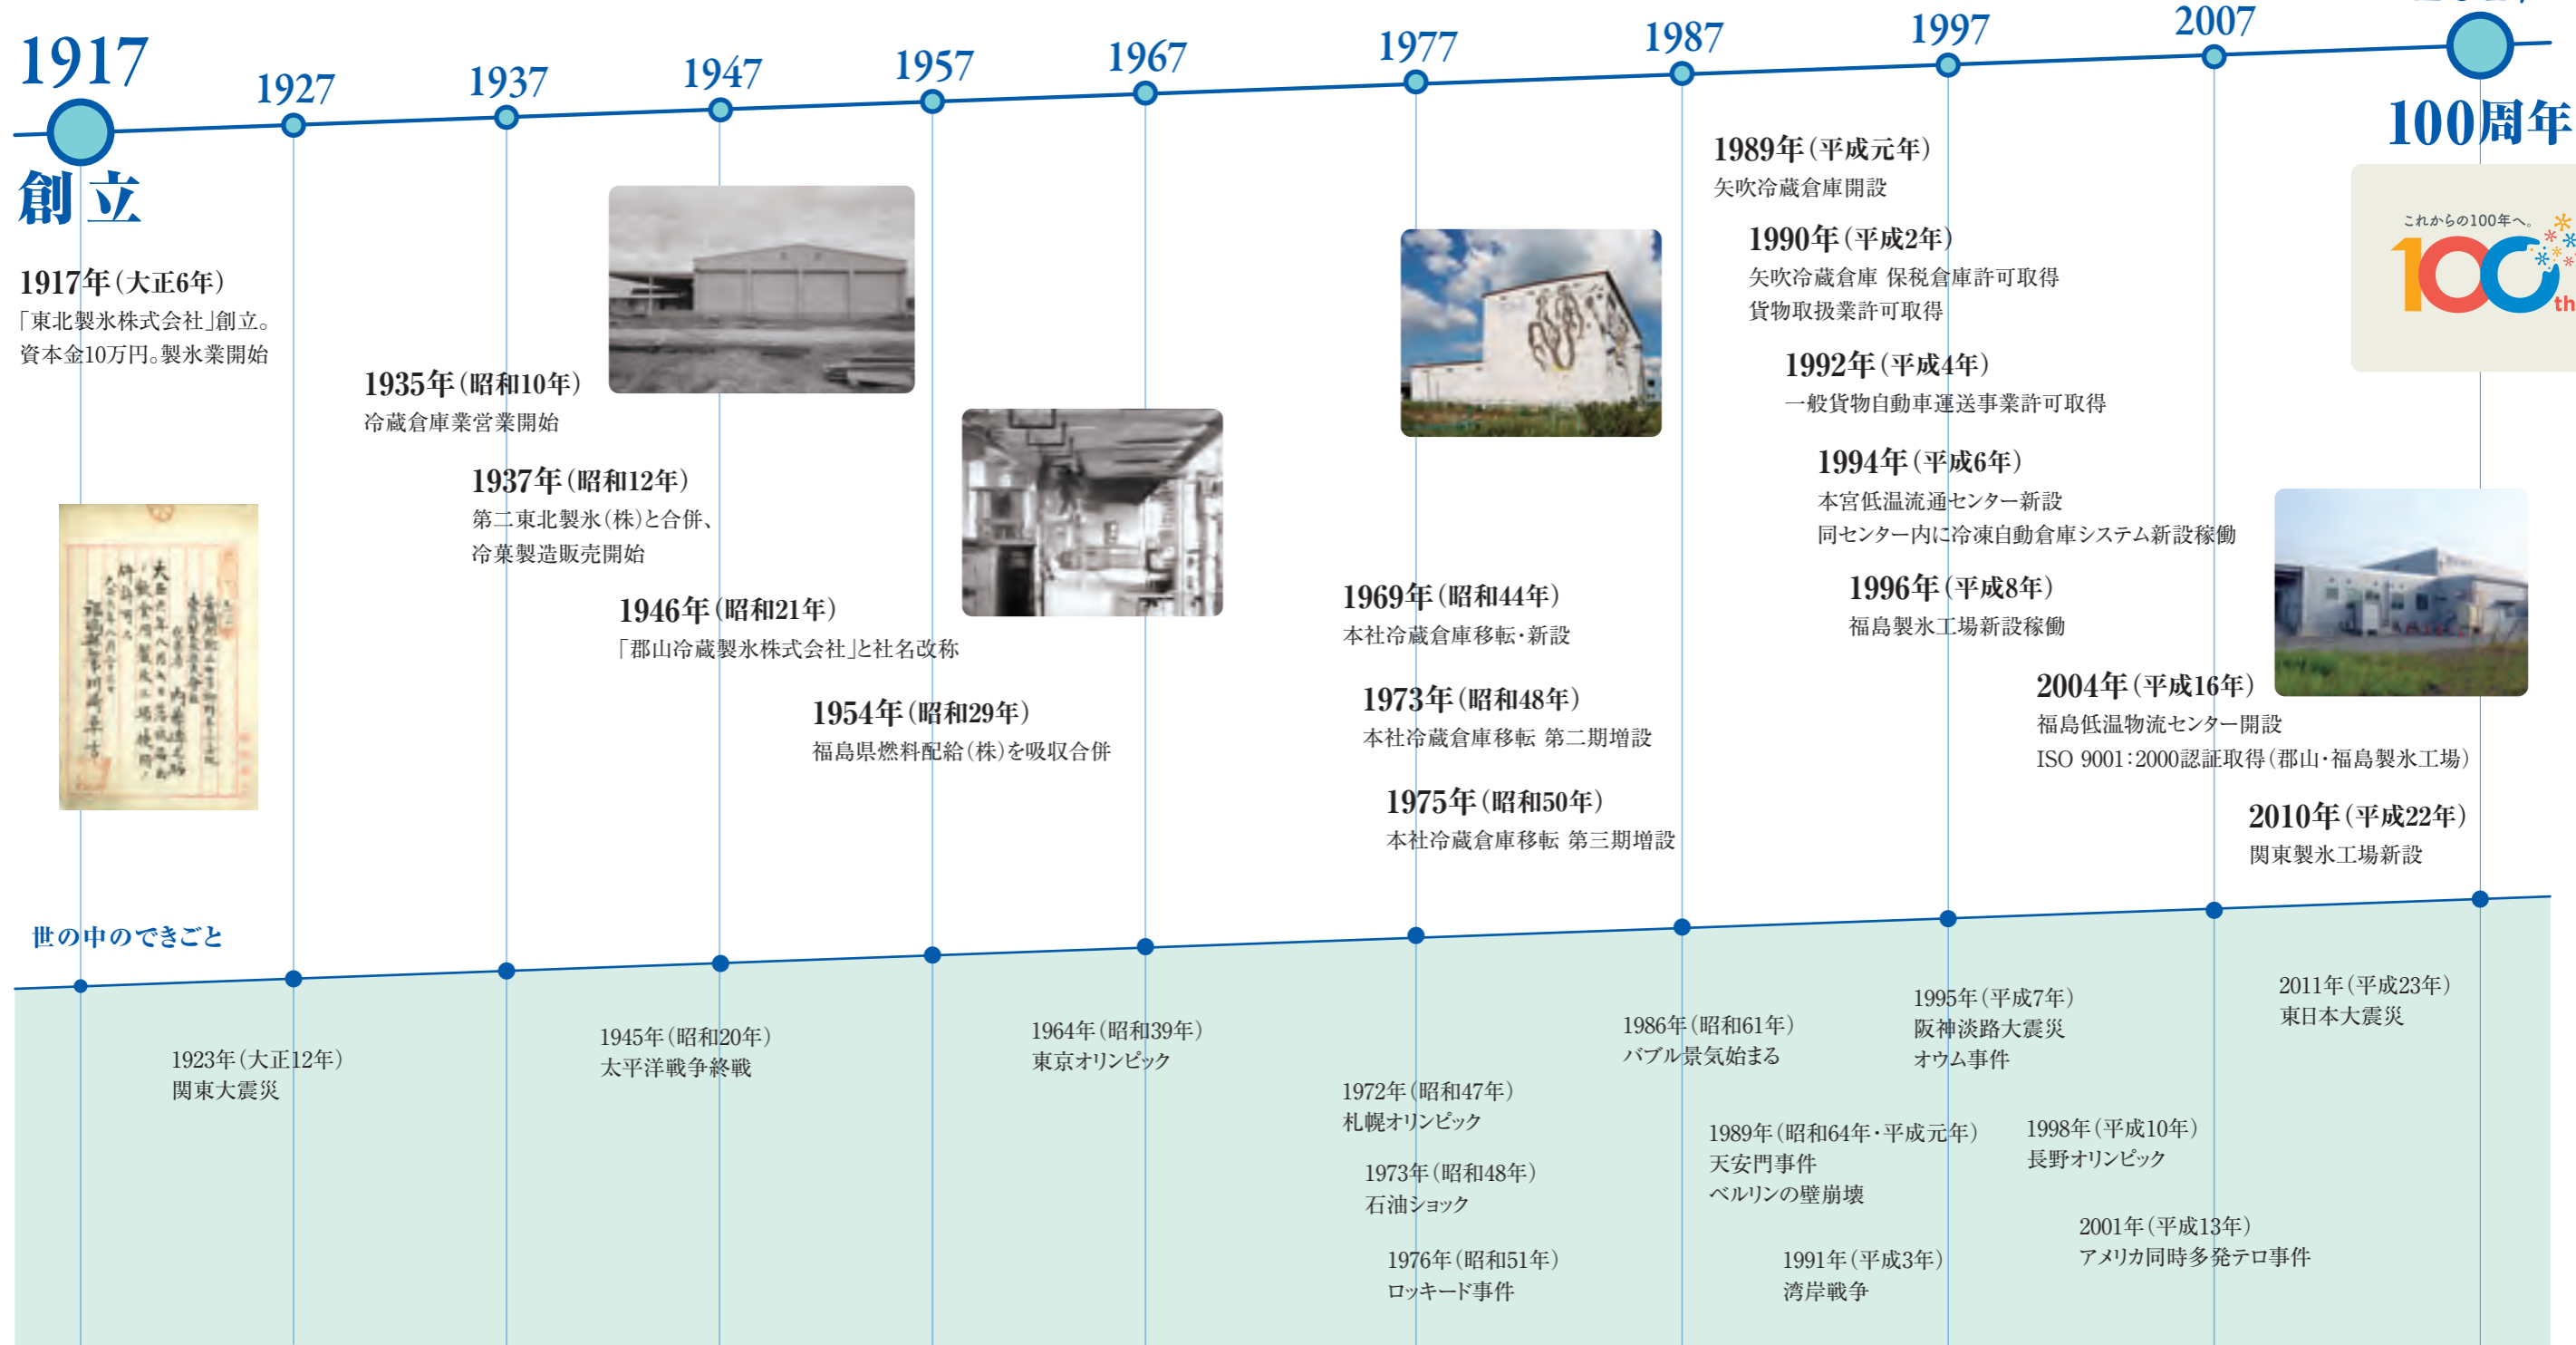 1917
1927
1937
1947
1957
1967
1977
1987
1997
2007
創立
100周年
これからの100年へ。
100th
1917年（大正6年）
「東北製氷株式会社」創立。
資本金10万円。製氷業開始
1935年（昭和10年）
冷蔵倉庫業営業開始
1937年（昭和12年）
第二東北製氷（株）と合併、
冷菓製造販売開始
1946年（昭和21年）
「郡山冷蔵製氷株式会社」と社名改称
1954年（昭和29年）
福島県燃料配給（株）を吸収合併
1969年（昭和44年）
本社冷蔵倉庫移転・新設
1973年（昭和48年）
本社冷蔵倉庫移転 第二期増設
1975年（昭和50年）
本社冷蔵倉庫移転 第三期増設
1989年（平成元年）
矢吹冷蔵倉庫開設
1990年（平成2年）
矢吹冷蔵倉庫 保税倉庫許可取得
貨物取扱業許可取得
1992年（平成4年）
一般貨物自動車運送事業許可取得
1994年（平成6年）
本宮低温流通センター新設
同センター内に冷凍自動倉庫システム新設稼働
1996年（平成8年）
福島製氷工場新設稼働
2004年（平成16年）
福島低温物流センター開設
ISO 9001：2000認証取得（郡山・福島製氷工場）
2010年（平成22年）
関東製氷工場新設
世の中のできごと
1923年（大正12年）
関東大震災
1945年（昭和20年）
太平洋戦争終戦
1964年（昭和39年）
東京オリンピック
1972年（昭和47年）
札幌オリンピック
1973年（昭和48年）
石油ショック
1976年（昭和51年）
ロッキード事件
1986年（昭和61年）
バブル景気始まる
1989年（昭和64年・平成元年）
天安門事件
ベルリンの壁崩壊
1991年（平成3年）
湾岸戦争
1995年（平成7年）
阪神淡路大震災
オウム事件
1998年（平成10年）
長野オリンピック
2001年（平成13年）
アメリカ同時多発テロ事件
2011年（平成23年）
東日本大震災